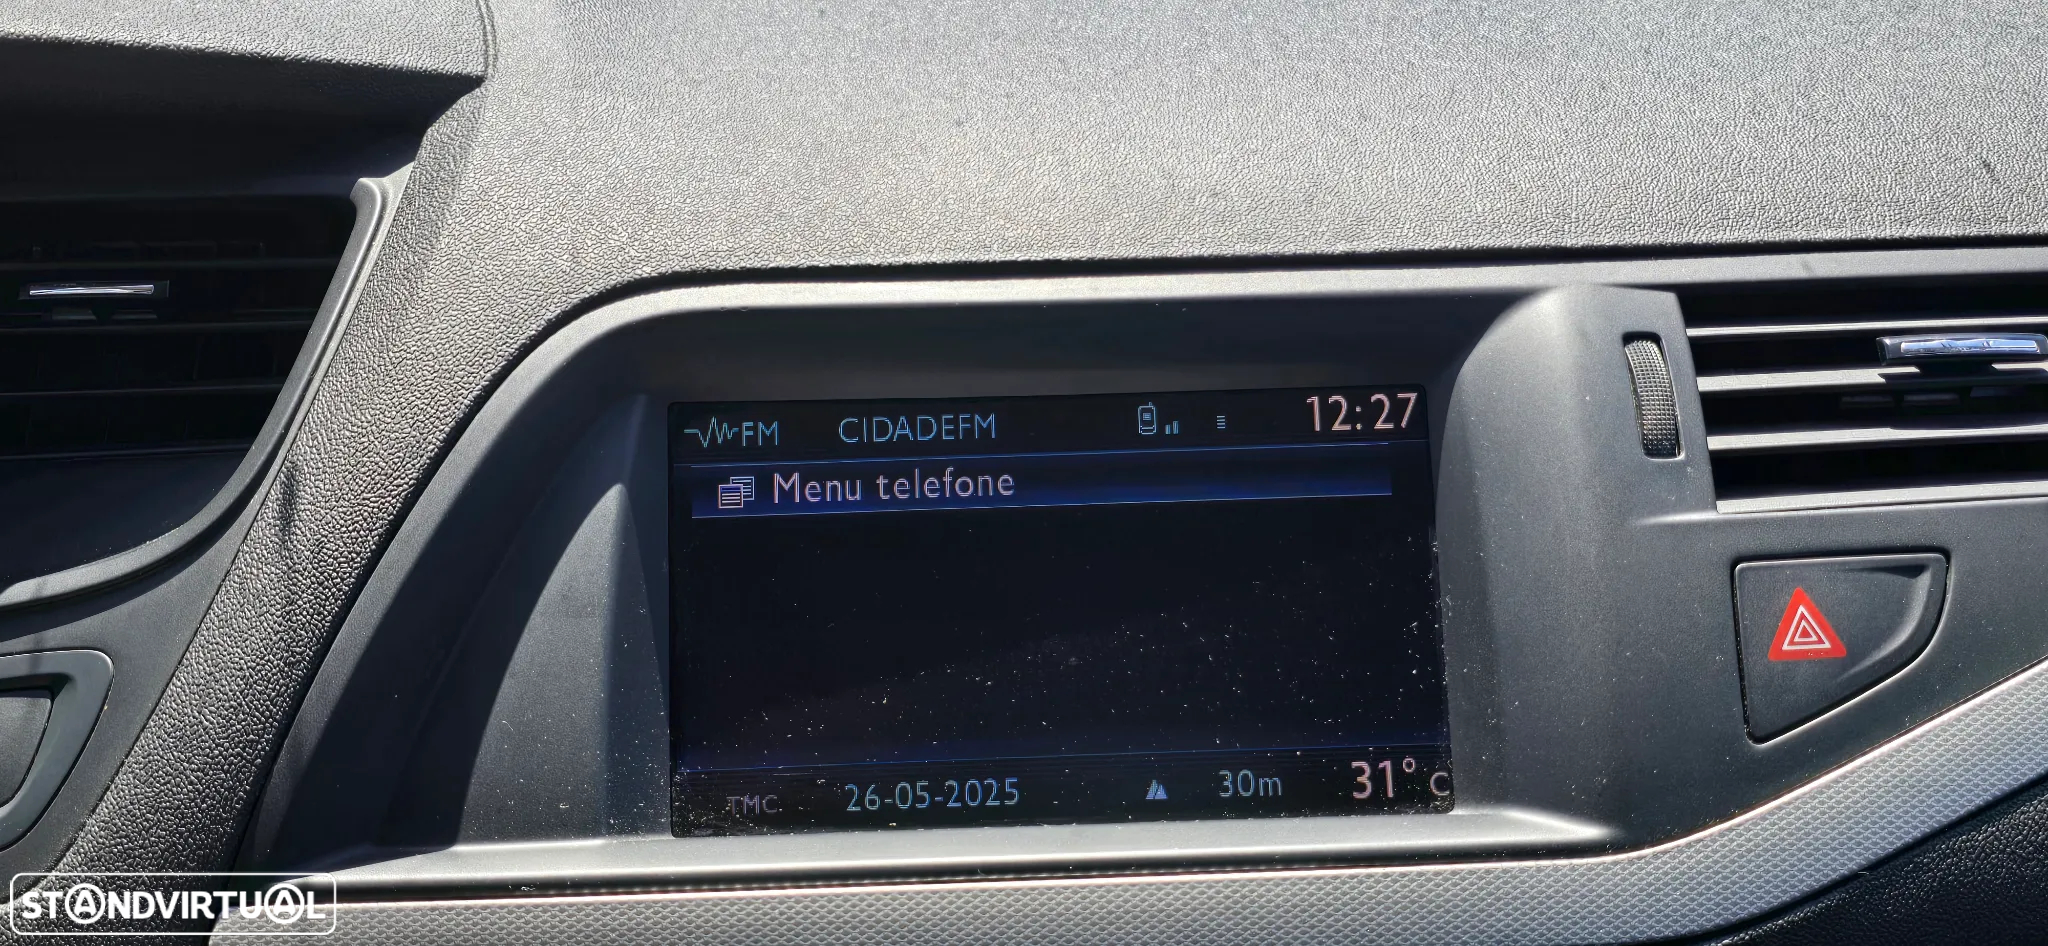 FM CIDADEFM 12:27
Menu telefone
TMC 26-05-2025 30m 31° C
STANDVIRTUAL